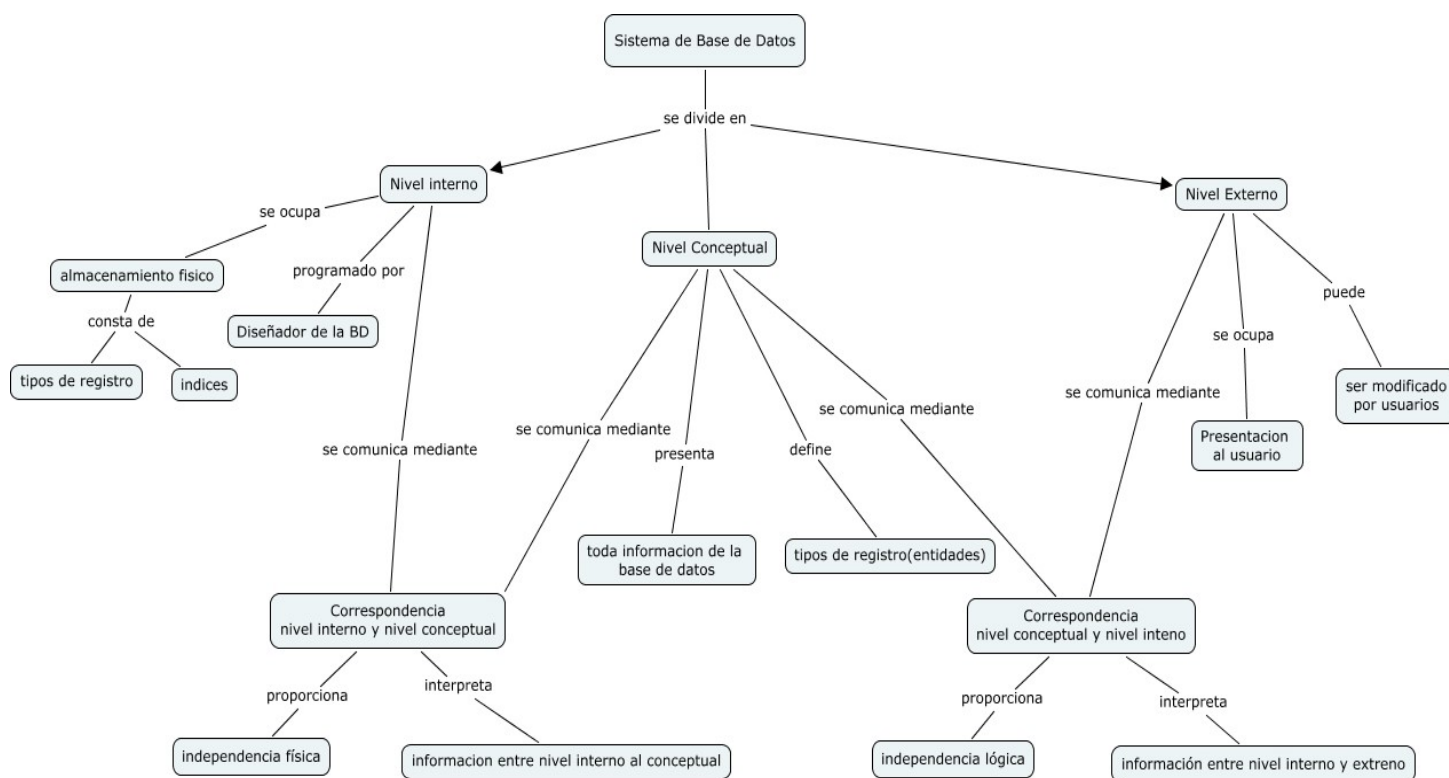 Sistema de Base de Datos
se divide en
Nivel interno
Nivel Externo
se ocupa
Nivel Conceptual
almacenamiento fisico
programado por
puede
consta de
Diseñador de la BD
se ocupa
tipos de registro
indices
ser modificado
por usuarios
se comunica mediante
se comunica mediante
se comunica mediante
se comunica mediante
Presentacion
al usuario
presenta
define
toda informacion de la
base de datos
tipos de registro(entidades)
Correspondencia
nivel interno y nivel conceptual
Correspondencia
nivel conceptual y nivel inteno
proporciona
interpreta
proporciona
interpreta
independencia física
informacion entre nivel interno al conceptual
independencia lógica
información entre nivel interno y extreno